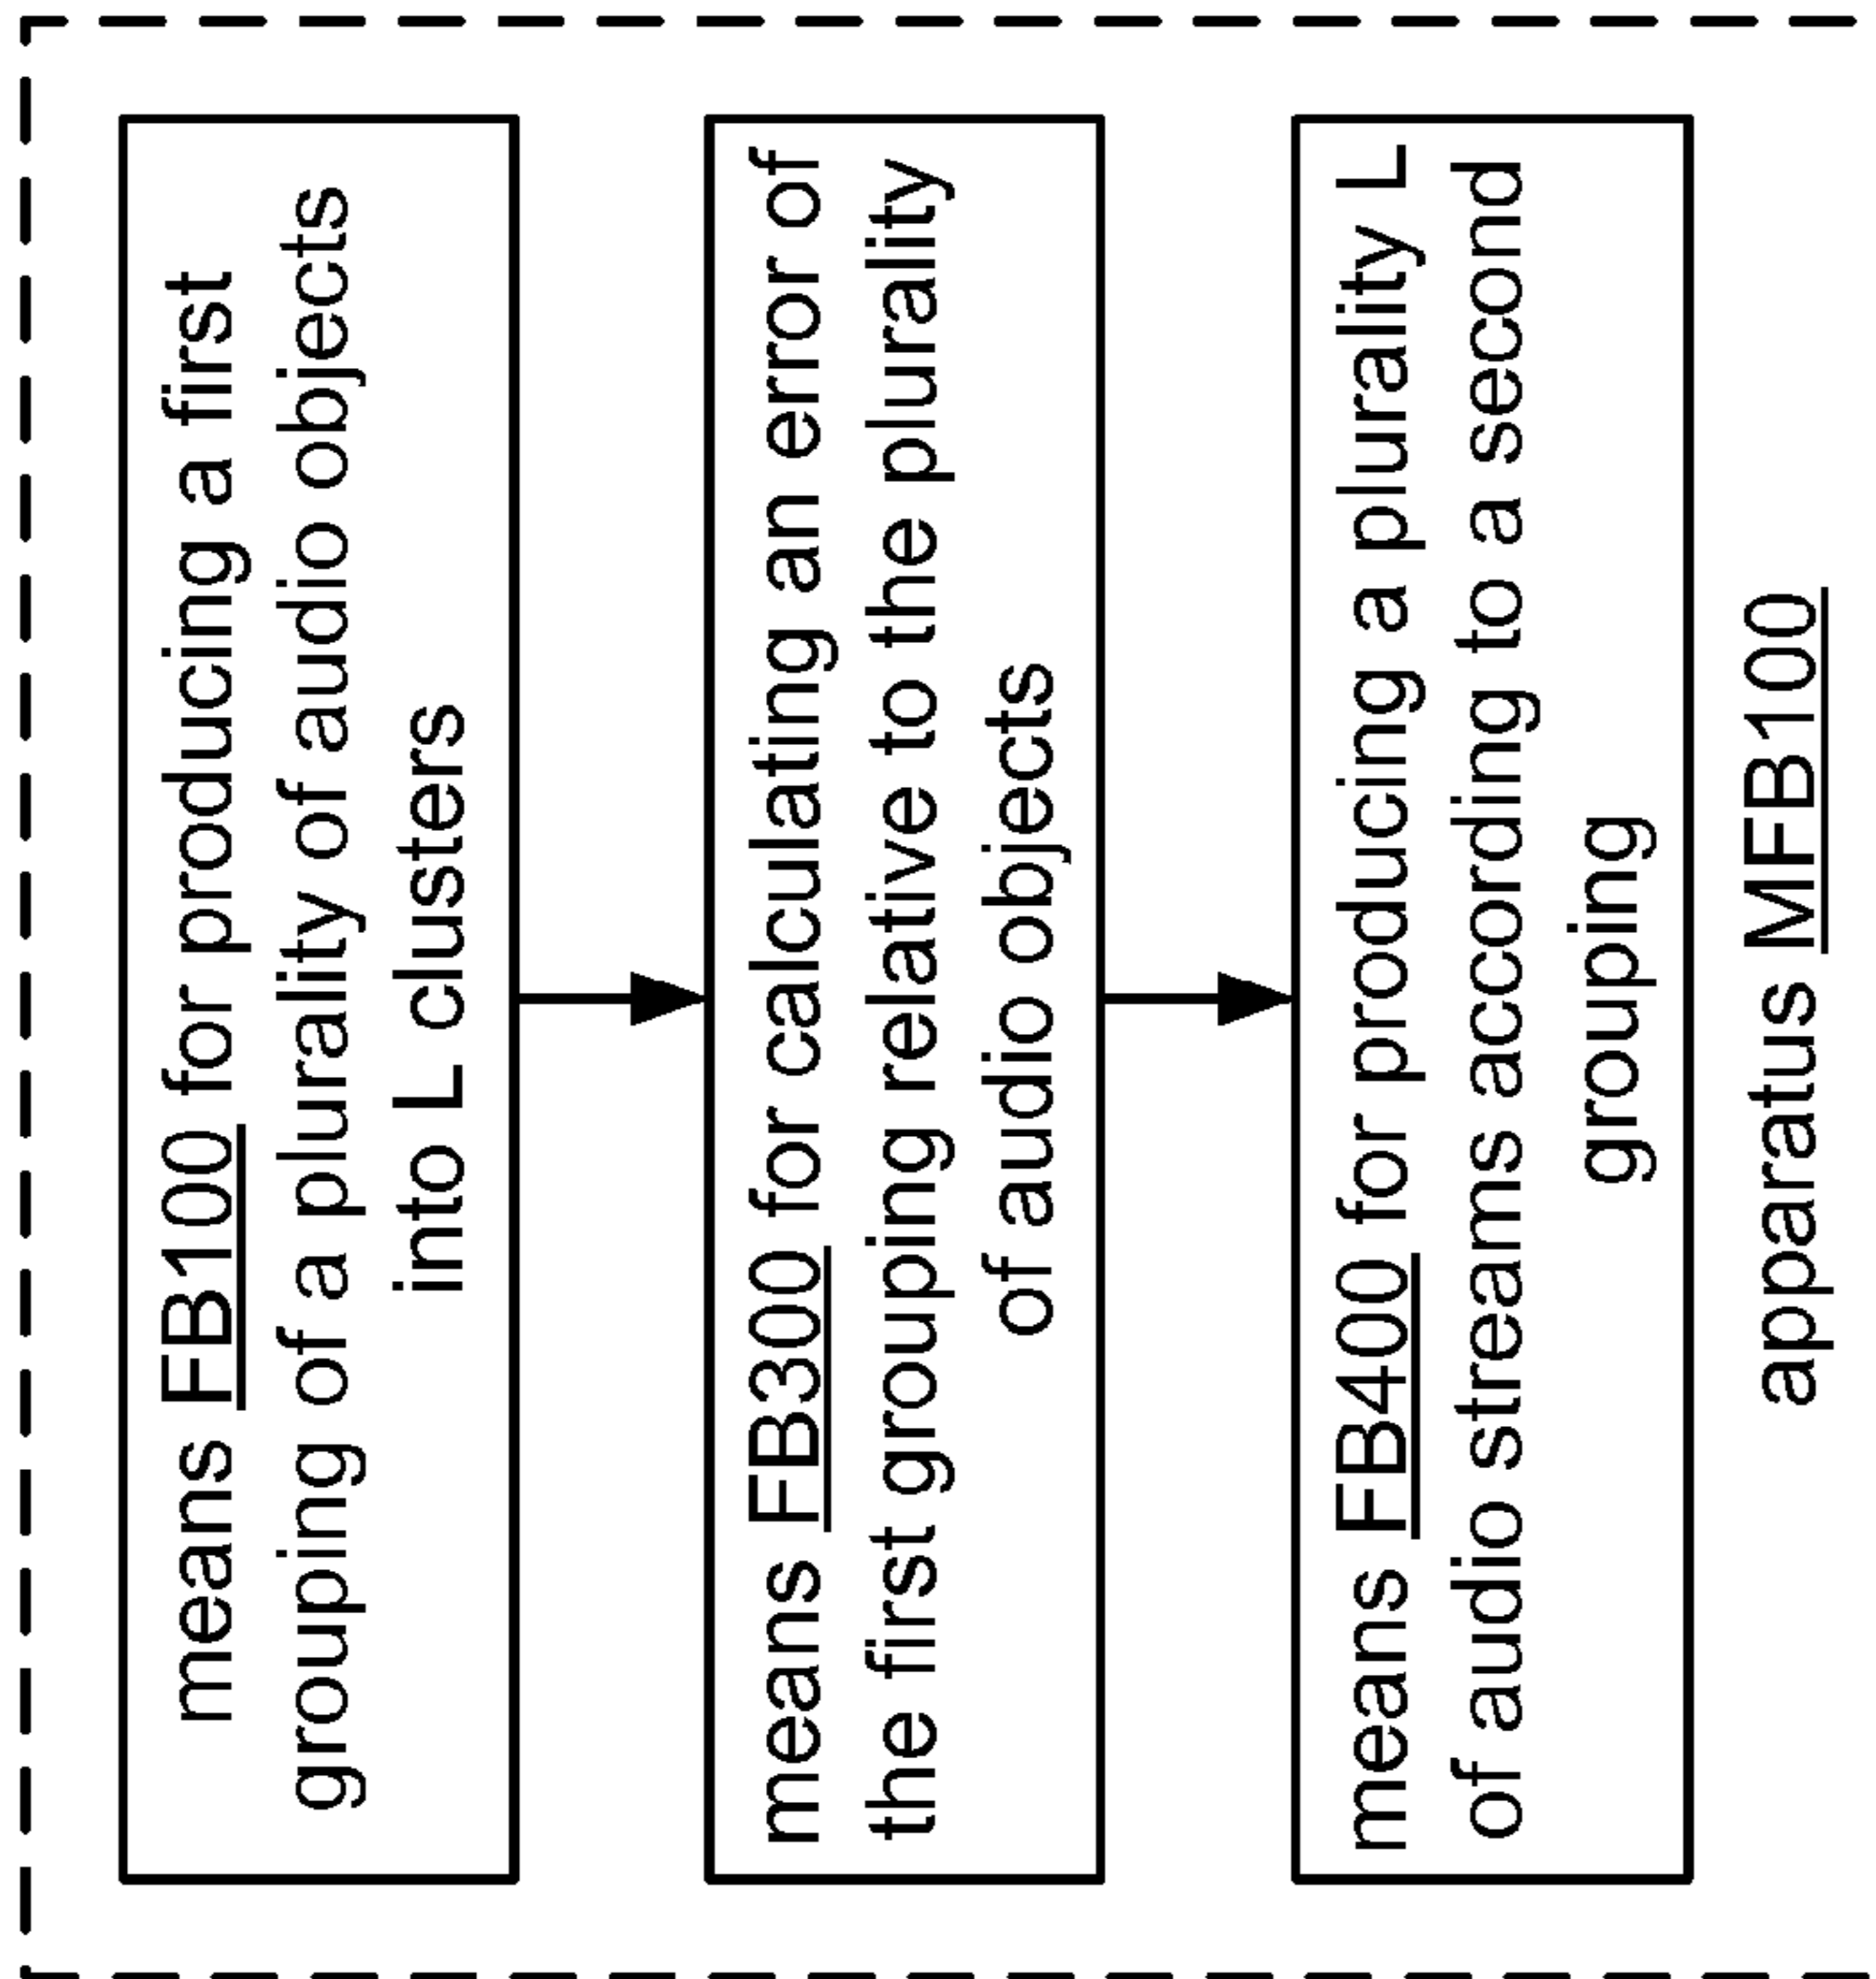 means FB100 for producing a first
grouping of a plurality of audio objects
into L clusters
means FB300 for calculating an error of
the first grouping relative to the plurality
of audio objects
means FB400 for producing a plurality L
of audio streams according to a second
grouping
apparatus MFB100